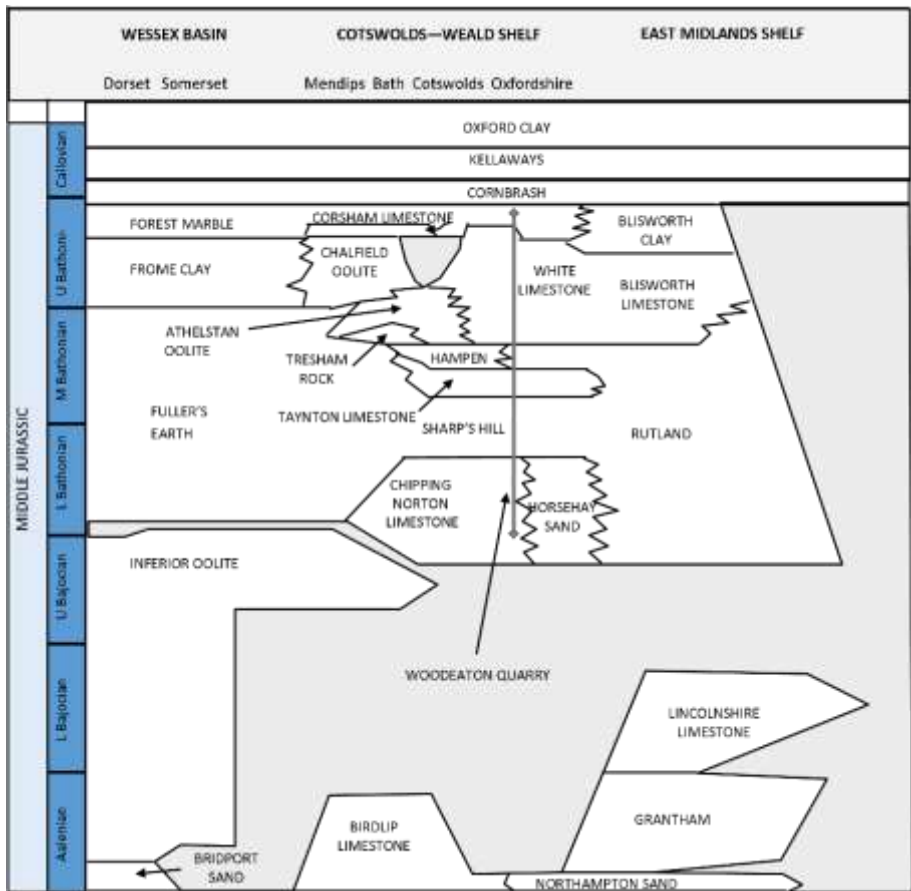 WESSEX BASIN
COTSWOLDS—WEALD SHELF
EAST MIDLANDS SHELF
Dorset Somerset
Mendips Bath Cotswolds Oxfordshire
MIDDLE JURASSIC
Callovian
U Bathoni-
M Bathonian
L Bathonian
U Bajocian
L Bajocian
Aalenian
OXFORD CLAY
KELLAWAYS
CORNBRASH
FOREST MARBLE
CORSHAM LIMESTONE
BLISWORTH
CLAY
FROME CLAY
CHALFIELD
OOLITE
WHITE
LIMESTONE
BLISWORTH
LIMESTONE
ATHELSTAN
OOLITE
TRESHAM
ROCK
HAMPEN
TAYNTON LIMESTONE
FULLER'S
EARTH
SHARP'S HILL
RUTLAND
CHIPPING
NORTON
LIMESTONE
HORSEHAY
SAND
INFERIOR OOLITE
WOODEATON QUARRY
LINCOLNSHIRE
LIMESTONE
BIRDLIP
LIMESTONE
GRANTHAM
BRIDPORT
SAND
NORTHAMPTON SAND